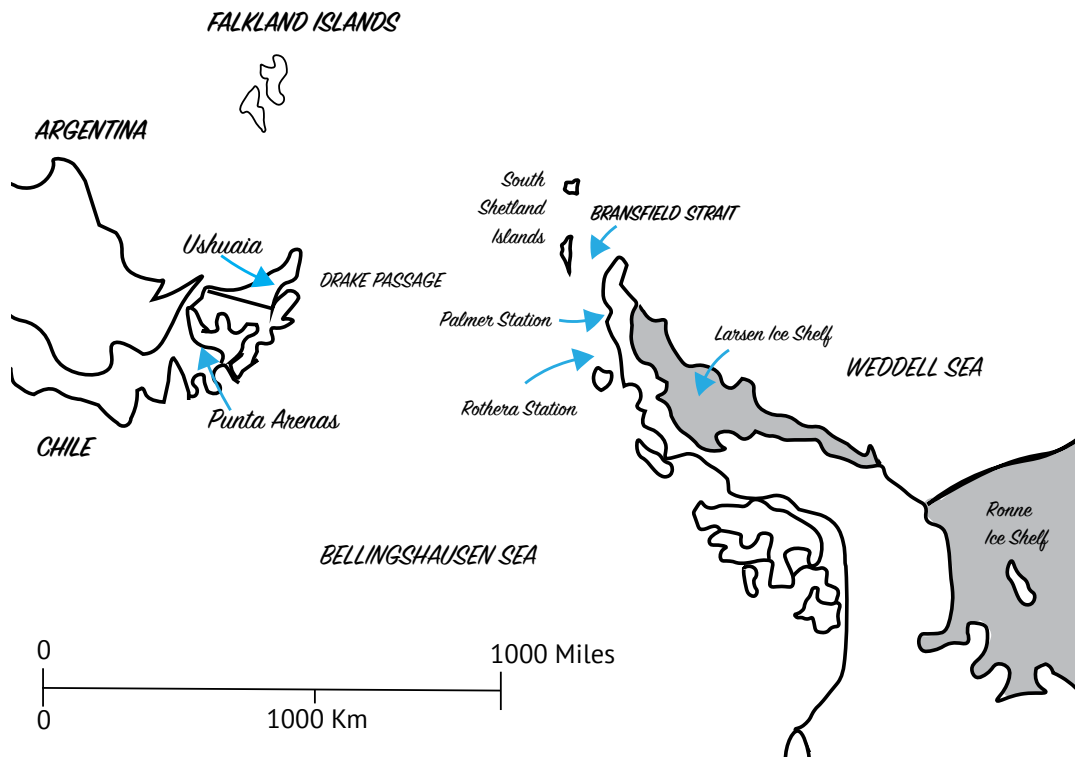 FALKLAND ISLANDS
ARGENTINA
South
Shetland
Islands
BRANSFIELD STRAIT
Ushuaia
DRAKE PASSAGE
Palmer Station
Larsen Ice Shelf
WEDDELL SEA
Rothera Station
Punta Arenas
CHILE
Ronne
Ice Shelf
BELLINGSHAUSEN SEA
0
1000 Miles
0
1000 Km